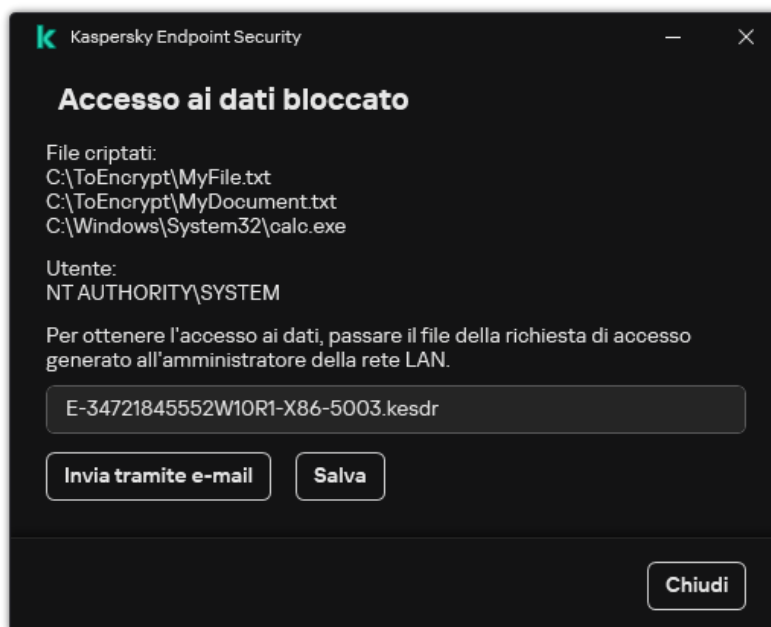 Kaspersky Endpoint Security
Accesso ai dati bloccato
File criptati:
C:\ToEncrypt\MyFile.txt
C:\ToEncrypt\MyDocument.txt
C:\Windows\System32\calc.exe
Utente:
NT AUTHORITY\SYSTEM
Per ottenere l'accesso ai dati, passare il file della richiesta di accesso
generato all'amministratore della rete LAN.
E-34721845552W10R1-X86-5003.kesdr
Invia tramite e-mail Salva
Chiudi